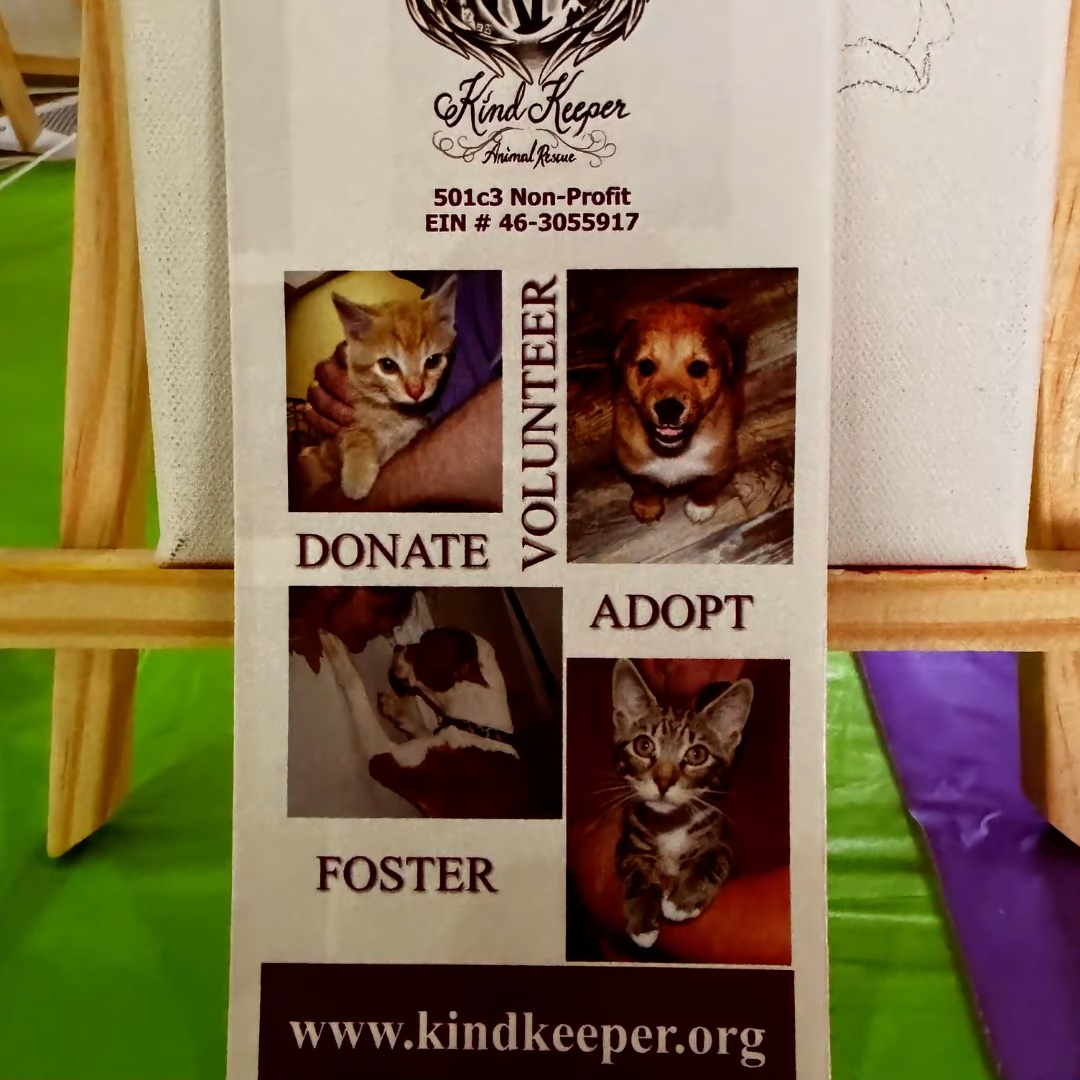 Kind Keeper
Animal Rescue
501c3 Non-Profit
EIN # 46-3055917
VOLUNTEER
DONATE
ADOPT
FOSTER
www.kindkeeper.org